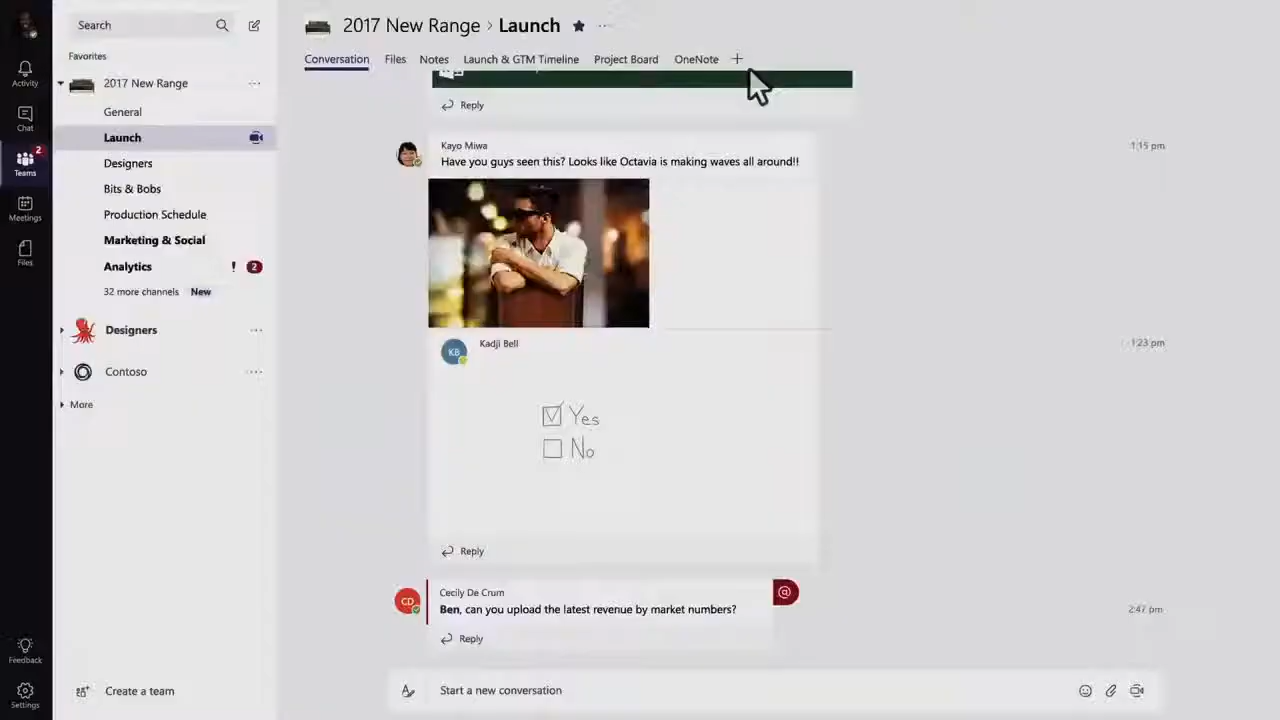 Search
2017 New Range › Launch
Favorites
Conversation Files Notes Launch & GTM Timeline Project Board OneNote
Activity
Chat
2
Teams
Meetings
Files
2017 New Range
General
Launch
Designers
Bits & Bobs
Production Schedule
Marketing & Social
Analytics ! 2
32 more channels New
Designers
Contoso
More
Reply
Kayo Miwa
1:15 pm
Have you guys seen this? Looks like Octavia is making waves all around!!
KB
Kadji Bell
1:23 pm
Yes
No
Reply
CD
Cecily De Crum
@
Ben, can you upload the latest revenue by market numbers?
2:47 pm
Reply
Feedback
Settings
Create a team
Start a new conversation